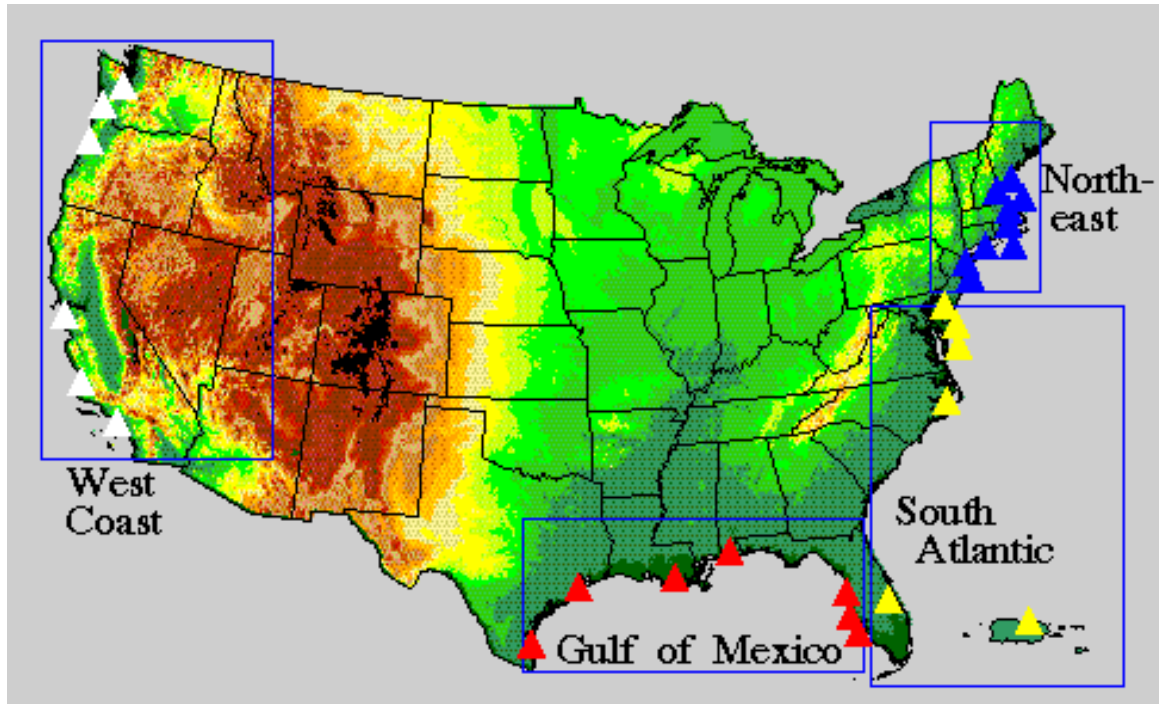 North-
east
West
Coast
South
Atlantic
Gulf of Mexico